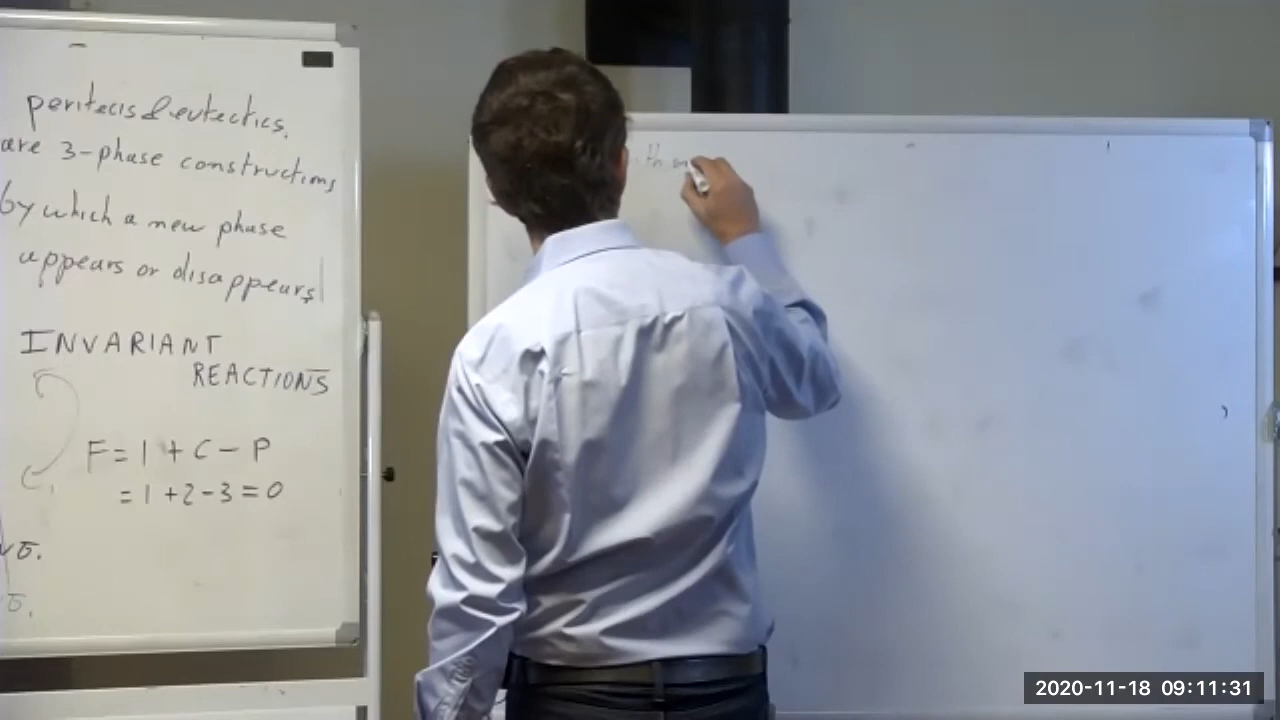 peritecis & eutectics.
are 3-phase constructions
by which a new phase
appears or disappears
INVARIANT
REACTIONS
F = 1 + C - P
= 1 + 2 - 3 = 0
th
2020-11-18 09:11:31